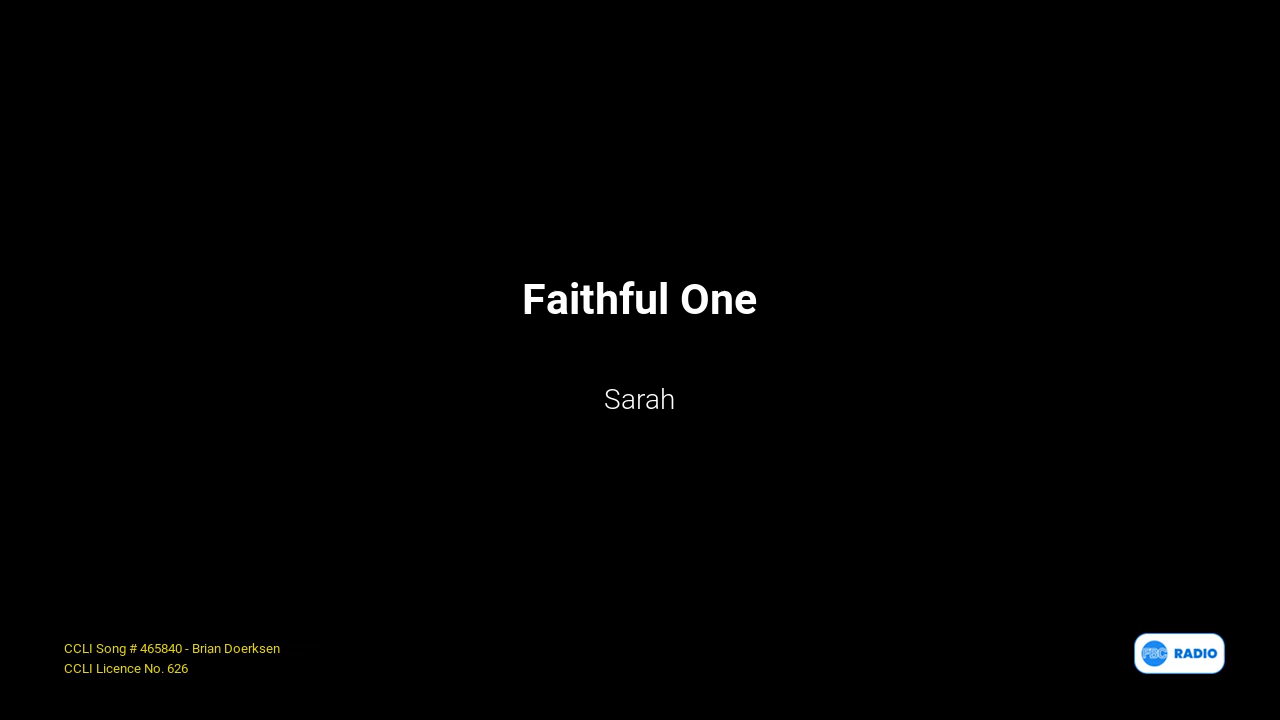 Faithful One
Sarah
CCLI Song # 465840 - Brian Doerksen
CCLI Licence No. 626
FBC RADIO